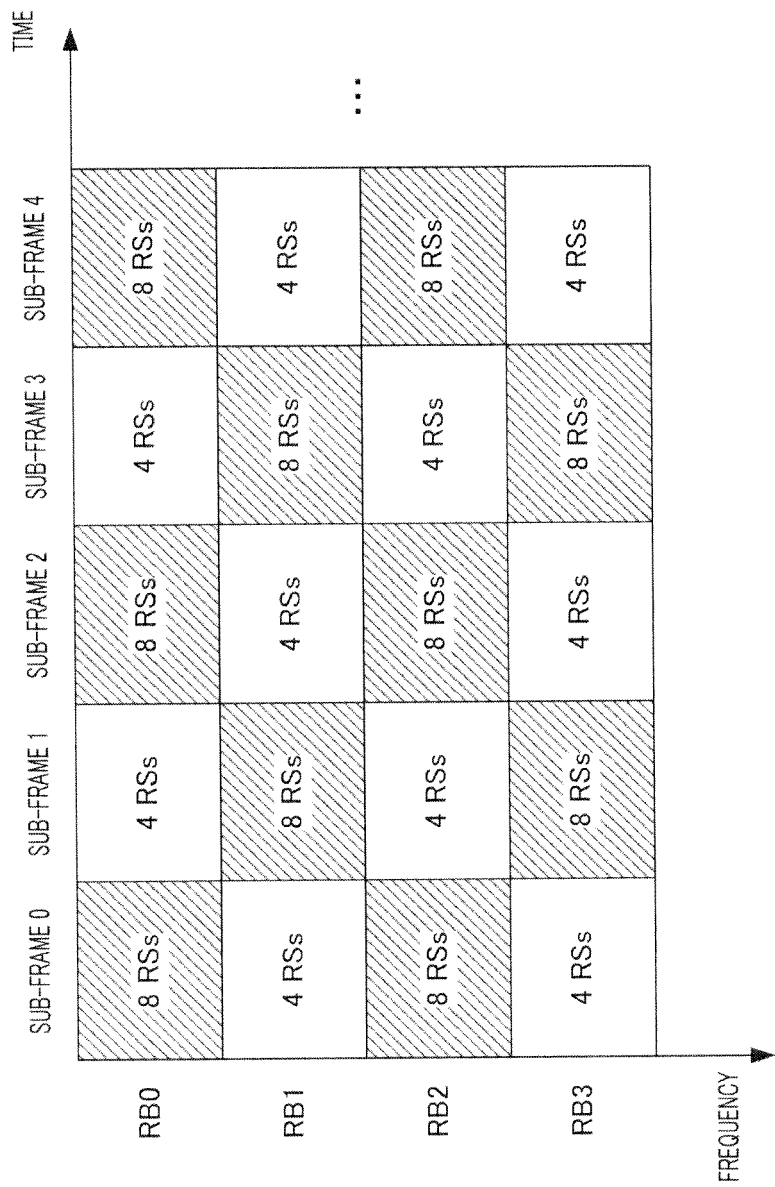 TIME
SUB-FRAME 0 SUB-FRAME 1 SUB-FRAME 2 SUB-FRAME 3 SUB-FRAME 4
RB0 8 RSs 4 RSs 8 RSs 4 RSs 8 RSs
RB1 4 RSs 8 RSs 4 RSs 8 RSs 4 RSs
...
RB2 8 RSs 4 RSs 8 RSs 4 RSs 8 RSs
RB3 4 RSs 8 RSs 4 RSs 8 RSs 4 RSs
FREQUENCY